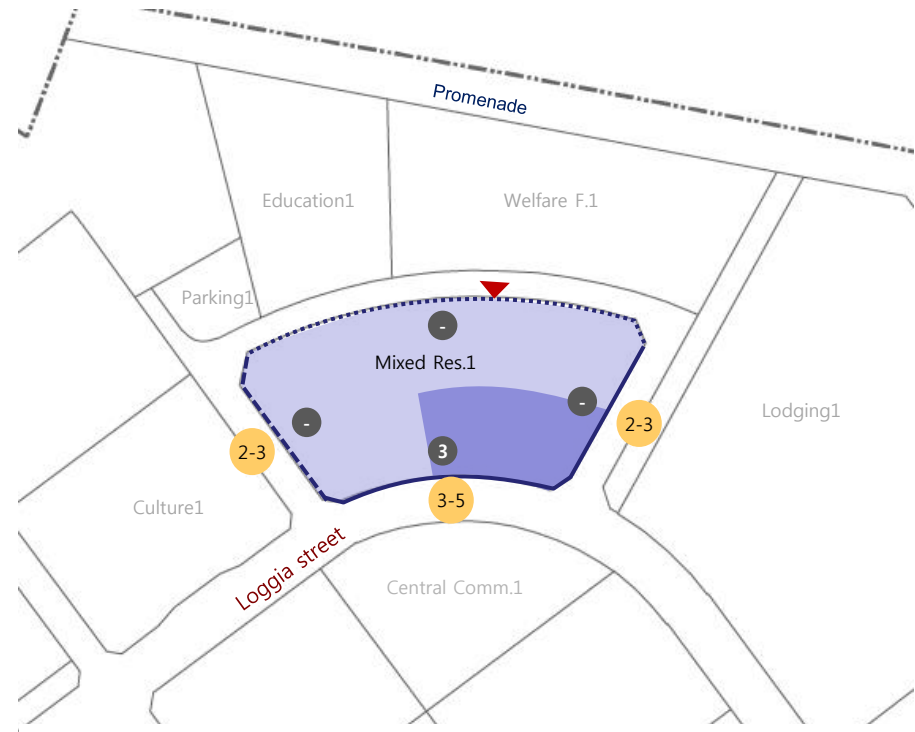 Promenade
Education1
Welfare F.1
Parking1
-
Mixed Res.1
-
-
Lodging1
2-3
2-3
3
3-5
Culture1
Loggia street
Central Comm.1